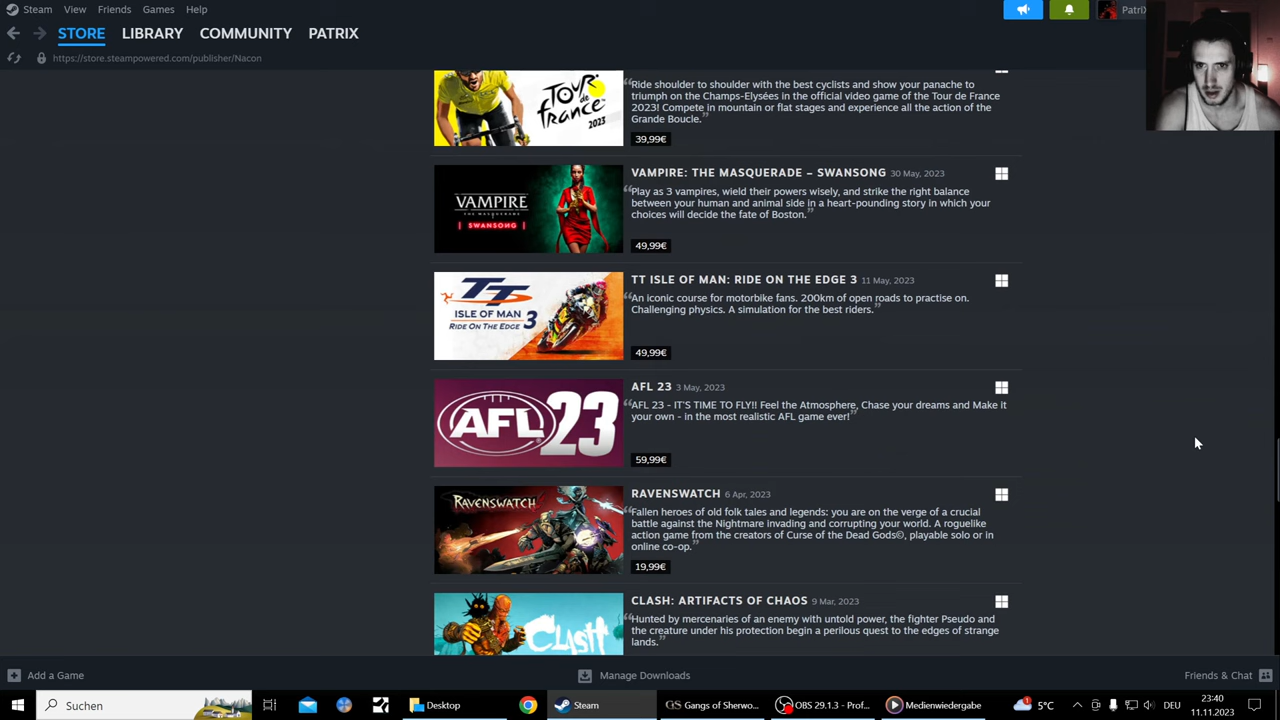 Steam View Friends Games Help
PatriX
STORE LIBRARY COMMUNITY PATRIX
https://store.steampowered.com/publisher/Nacon
TOUR de france 2023
“Ride shoulder to shoulder with the best cyclists and show your panache to
triumph on the Champs-Elysées in the official video game of the Tour de France
2023! Compete in mountain or flat stages and experience all the action of the
Grande Boucle.”
39,99€
VAMPIRE THE MASQUERADE SWANSONG
VAMPIRE: THE MASQUERADE – SWANSONG 30 May, 2023
“Play as 3 vampires, wield their powers wisely, and strike the right balance
between your human and animal side in a heart-pounding story in which your
choices will decide the fate of Boston.”
49,99€
TT ISLE OF MAN RIDE ON THE EDGE 3
TT ISLE OF MAN: RIDE ON THE EDGE 3 11 May, 2023
“An iconic course for motorbike fans. 200km of open roads to practise on.
Challenging physics. A simulation for the best riders.”
49,99€
AFL 23
AFL 23 3 May, 2023
“AFL 23 - IT'S TIME TO FLY!! Feel the Atmosphere, Chase your dreams and Make it
your own - in the most realistic AFL game ever!”
59,99€
RAVENSWATCH
RAVENSWATCH 6 Apr, 2023
“Fallen heroes of old folk tales and legends: you are on the verge of a crucial
battle against the Nightmare invading and corrupting your world. A roguelike
action game from the creators of Curse of the Dead Gods©, playable solo or in
online co-op.”
19,99€
CLASH
CLASH: ARTIFACTS OF CHAOS 9 Mar, 2023
“Hunted by mercenaries of an enemy with untold power, the fighter Pseudo and
the creature under his protection begin a perilous quest to the edges of strange
lands.”
Add a Game Manage Downloads Friends & Chat
Suchen Desktop Steam GS Gangs of Sherwo... OBS 29.1.3 - Prof... Medienwiedergabe 5°C DEU 23:40
11.11.2023